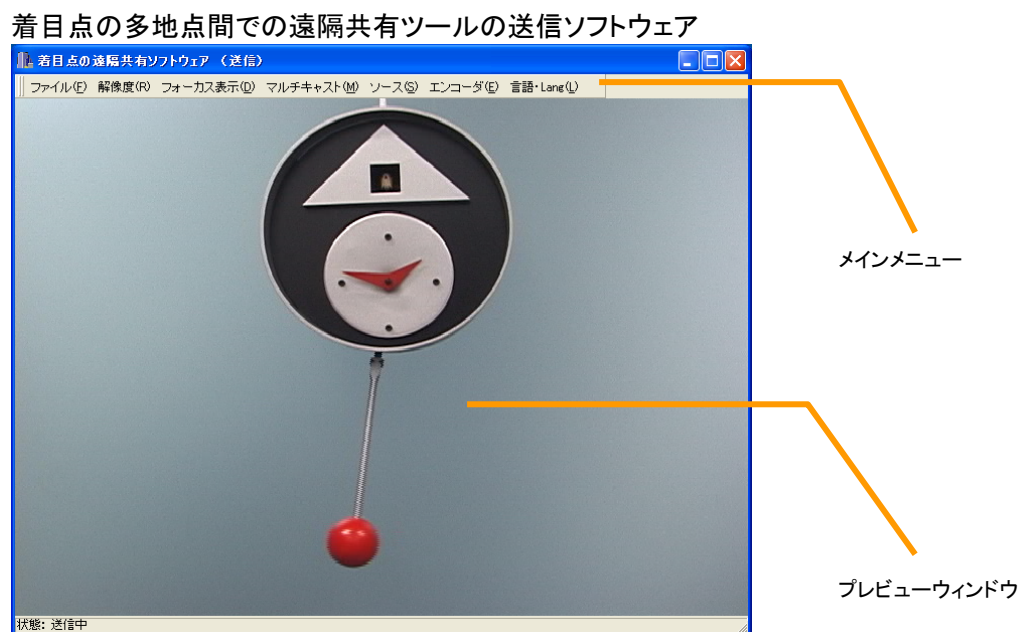 着目点の多地点間での遠隔共有ツールの送信ソフトウェア
着目点の遠隔共有ソフトウェア （送信）
ファイル(F) 解像度(R) フォーカス表示(D) マルチキャスト(M) ソース(S) エンコーダ(E) 言語・Lang(L)
メインメニュー
プレビューウィンドウ
状態: 送信中